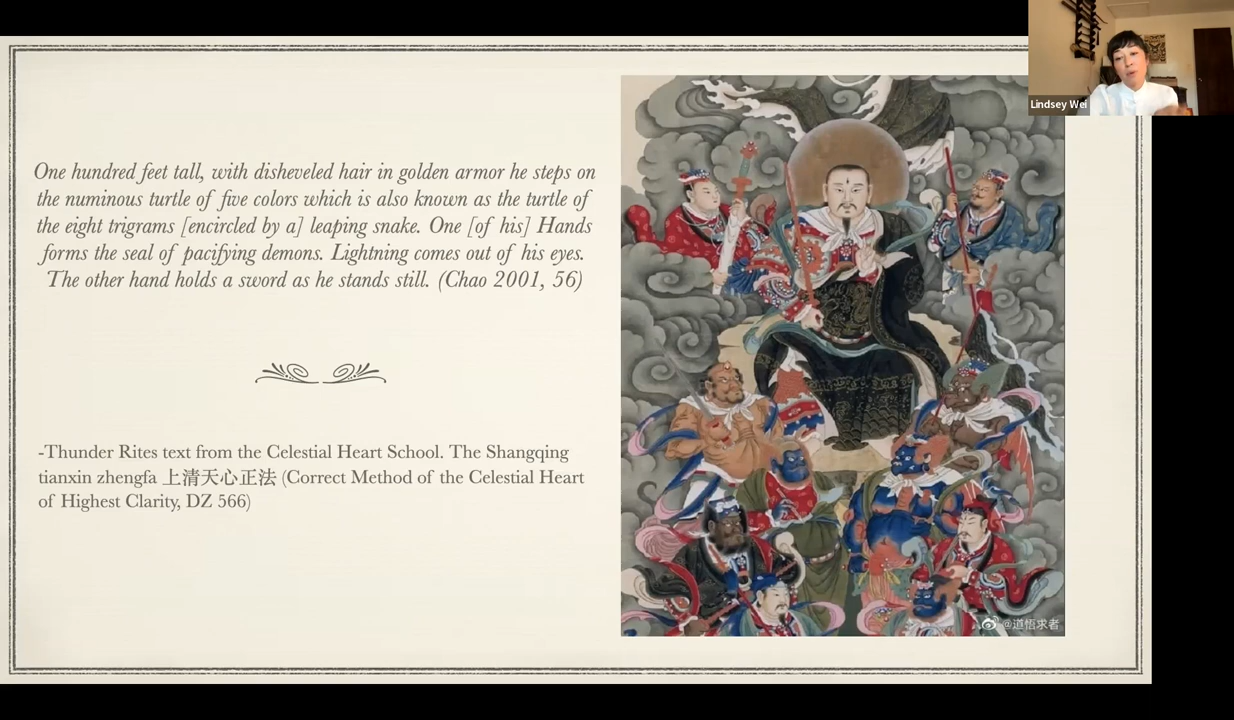 One hundred feet tall, with disheveled hair in golden armor he steps on
the numinous turtle of five colors which is also known as the turtle of
the eight trigrams [encircled by a] leaping snake. One [of his] Hands
forms the seal of pacifying demons. Lightning comes out of his eyes.
The other hand holds a sword as he stands still. (Chao 2001, 56)
-Thunder Rites text from the Celestial Heart School. The Shangqing
tianxin zhengfa 上清天心正法 (Correct Method of the Celestial Heart
of Highest Clarity, DZ 566)
Lindsey Wei
@道悟求者